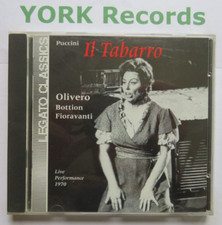 YORK Records
LEGATO CLASSICS
Puccini
Il Tabarro
Olivero
Bottion
Fioravanti
Live
Performance
1970